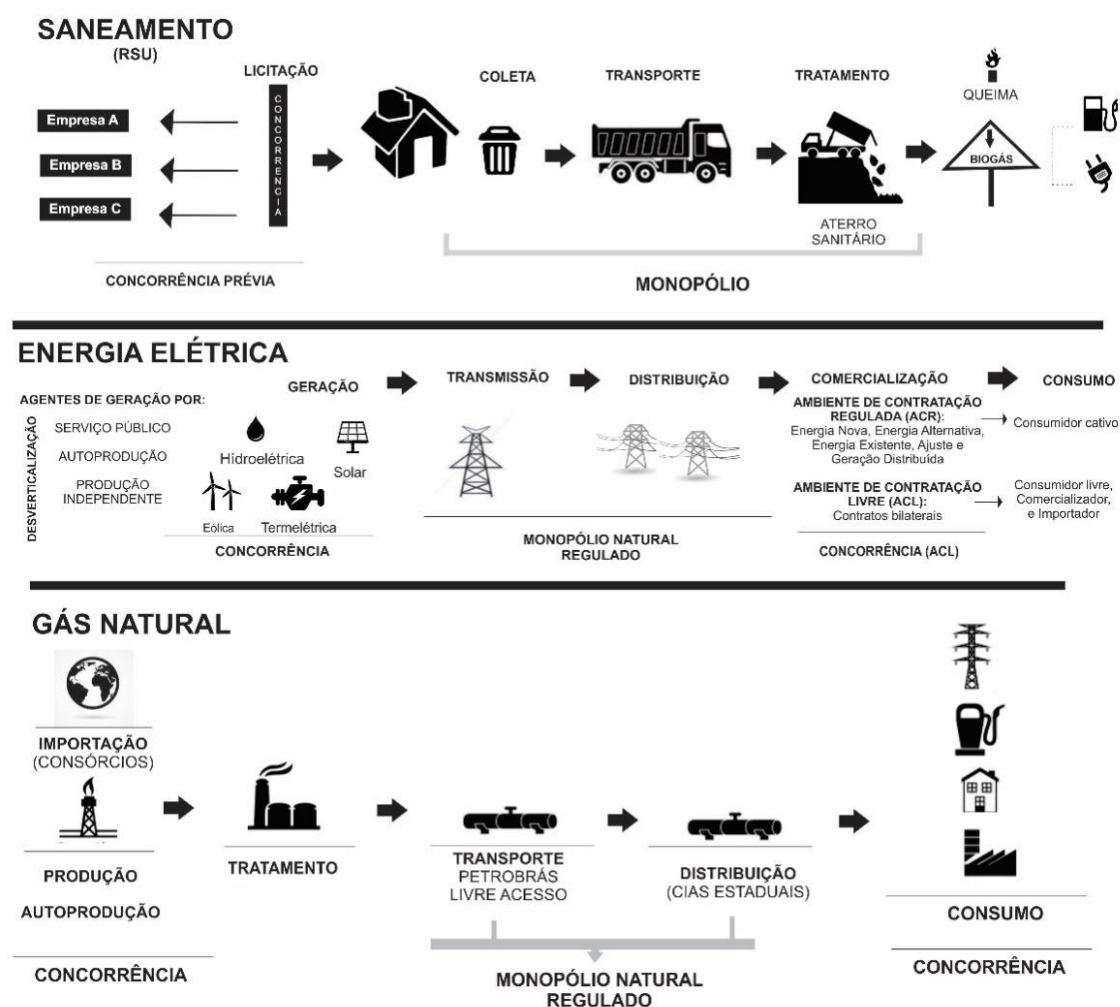 SANEAMENTO
(RSU)
LICITAÇÃO
CONCORRENCIA
Empresa A
Empresa B
Empresa C
CONCORRÊNCIA PRÉVIA
COLETA
TRANSPORTE
TRATAMENTO
ATERRO
SANITÁRIO
QUEIMA
BIOGÁS
MONOPÓLIO
ENERGIA ELÉTRICA
AGENTES DE GERAÇÃO POR:
DESVERTICALIZAÇÃO
SERVIÇO PÚBLICO
AUTOPRODUÇÃO
PRODUÇÃO
INDEPENDENTE
GERAÇÃO
Hidroelétrica
Solar
Eólica
Termelétrica
CONCORRÊNCIA
TRANSMISSÃO
DISTRIBUIÇÃO
MONOPÓLIO NATURAL
REGULADO
COMERCIALIZAÇÃO
AMBIENTE DE CONTRATAÇÃO
REGULADA (ACR):
Energia Nova, Energia Alternativa,
Energia Existente, Ajuste e
Geração Distribuída
AMBIENTE DE CONTRATAÇÃO
LIVRE (ACL):
Contratos bilaterais
CONCORRÊNCIA (ACL)
CONSUMO
Consumidor cativo
Consumidor livre,
Comercializador,
e Importador
GÁS NATURAL
IMPORTAÇÃO
(CONSÓRCIOS)
PRODUÇÃO
AUTOPRODUÇÃO
CONCORRÊNCIA
TRATAMENTO
TRANSPORTE
PETROBRÁS
LIVRE ACESSO
DISTRIBUIÇÃO
(CIAS ESTADUAIS)
MONOPÓLIO NATURAL
REGULADO
CONSUMO
CONCORRÊNCIA